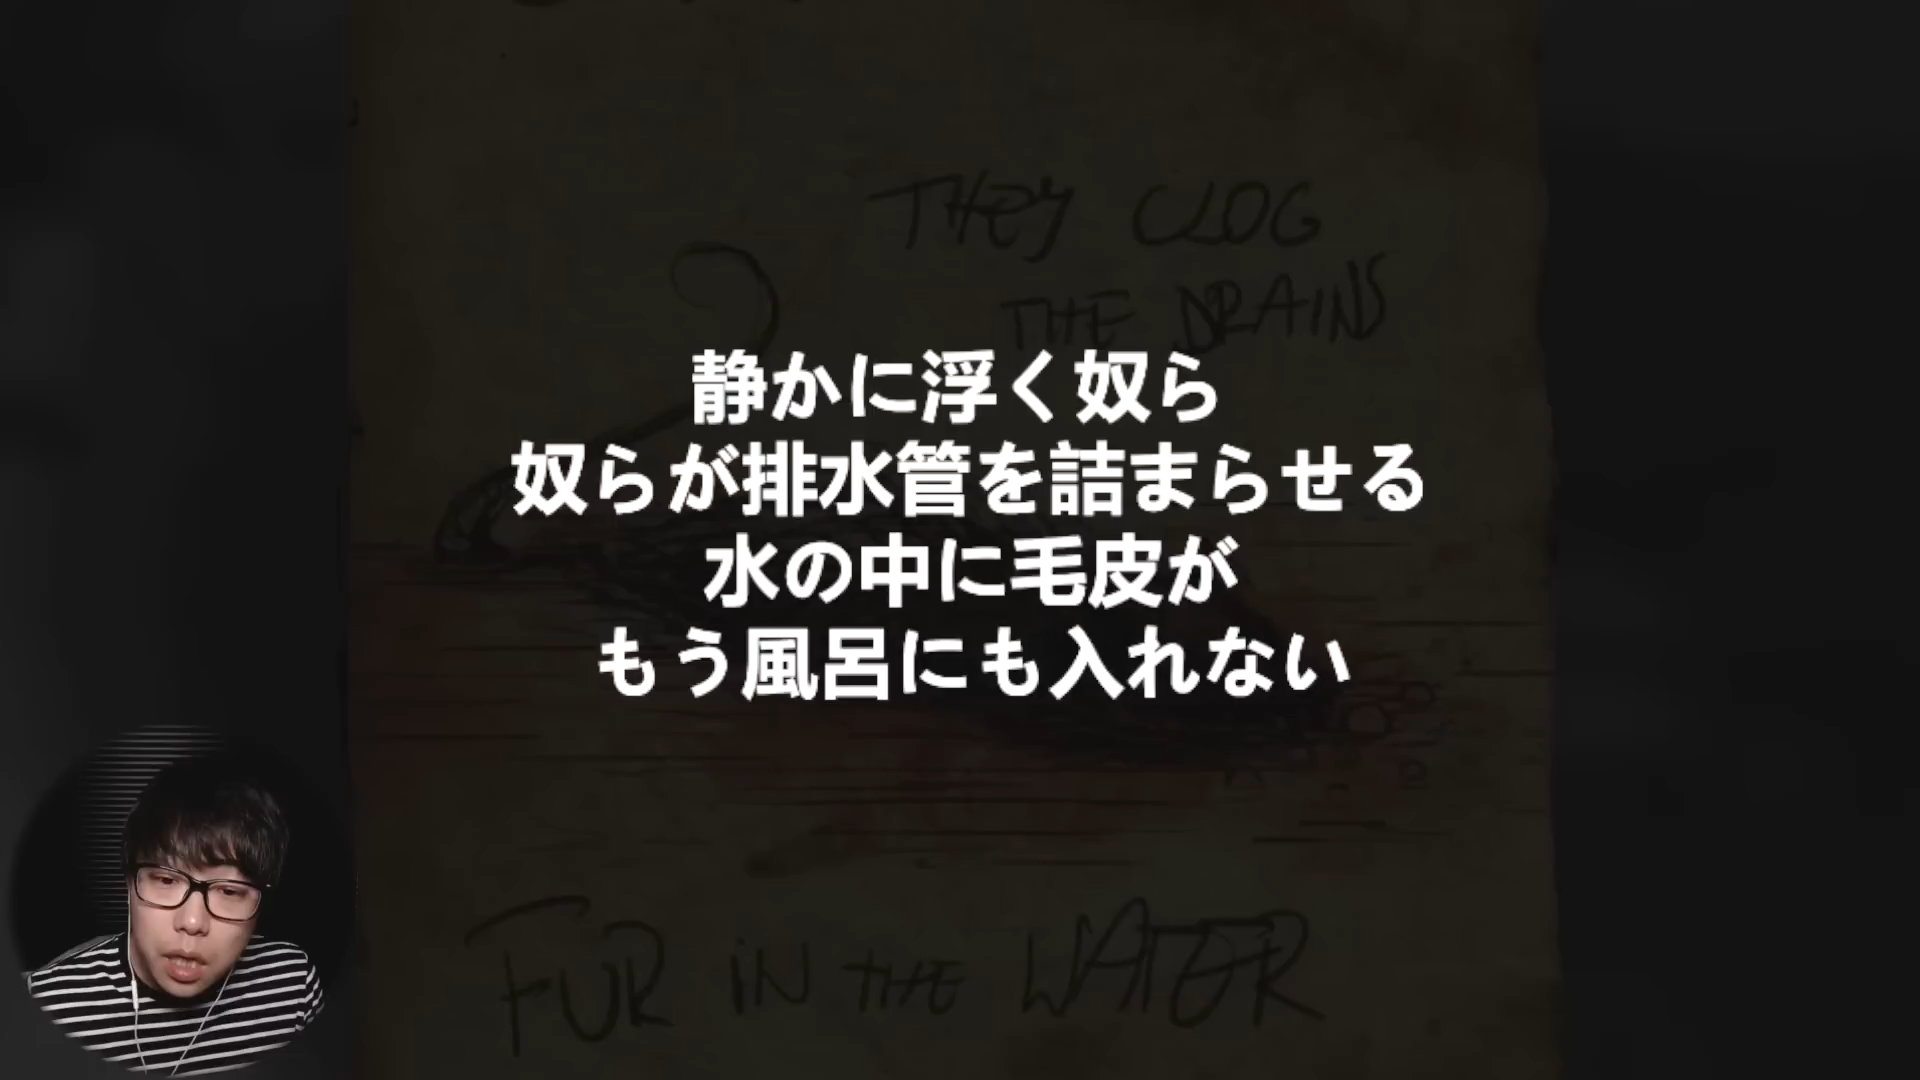 THEY CLOG
THE DRAINS
静かに浮く奴ら
奴らが排水管を詰まらせる
水の中に毛皮が
もう風呂にも入れない
FUR IN THE WATER